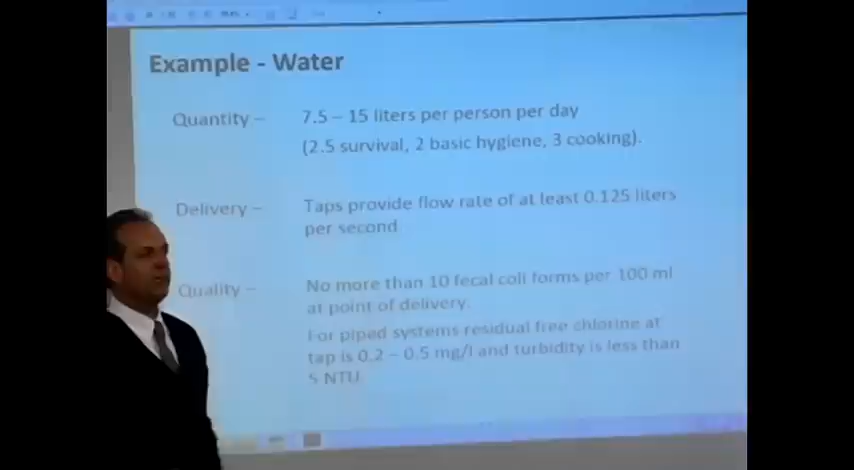 Example - Water
Quantity – 7.5 – 15 liters per person per day
(2.5 survival, 2 basic hygiene, 3 cooking).
Delivery – Taps provide flow rate of at least 0.125 liters
per second
Quality – No more than 10 fecal coli forms per 100 ml
at point of delivery.
For piped systems residual free chlorine at
tap is 0.2 – 0.5 mg/l and turbidity is less than
5 NTU